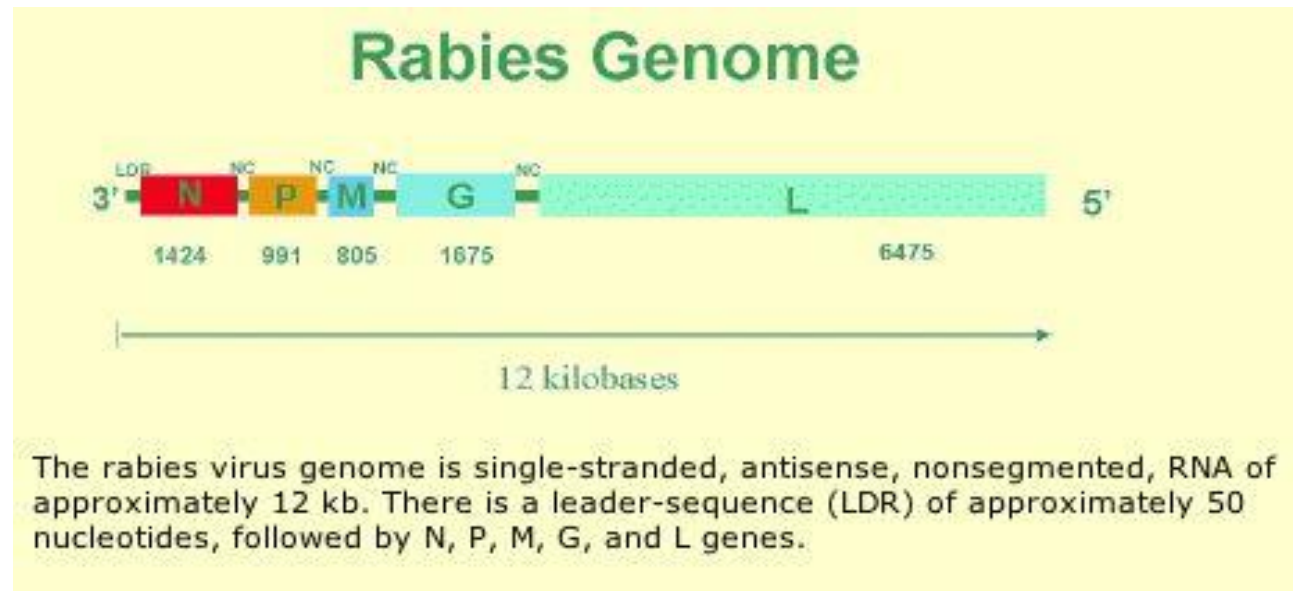 Rabies Genome
LDR NC NC NC NC
3' N P M G L 5'
1424 991 805 1675 6475
12 kilobases
The rabies virus genome is single-stranded, antisense, nonsegmented, RNA of
approximately 12 kb. There is a leader-sequence (LDR) of approximately 50
nucleotides, followed by N, P, M, G, and L genes.